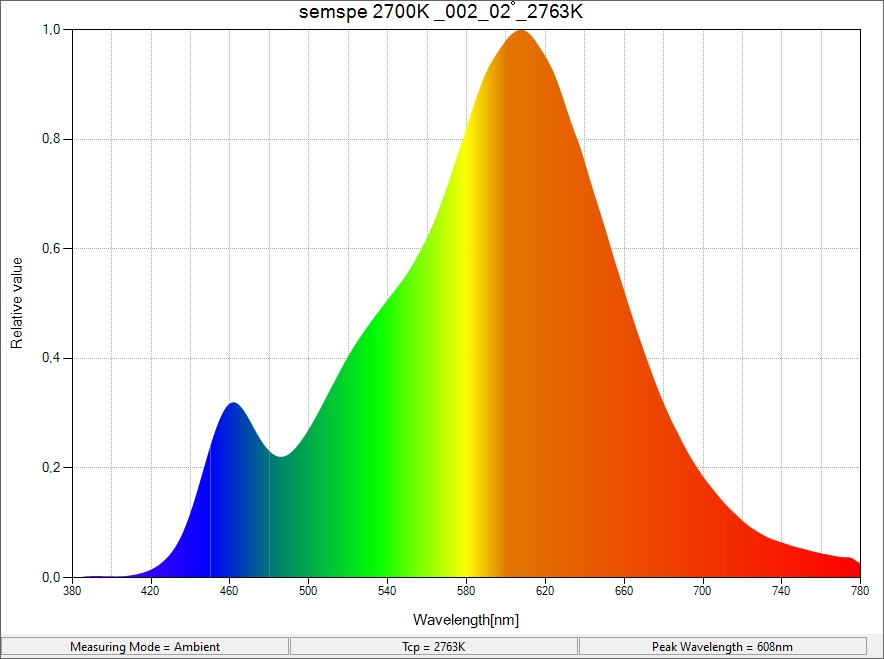 semspe 2700K _002_02°_2763K
1.0
0.8
0.6
0.4
0.2
0.0
Relative value
380 420 460 500 540 580 620 660 700 740 780
Wavelength[nm]
Measuring Mode = Ambient Tcp = 2763K Peak Wavelength = 608nm